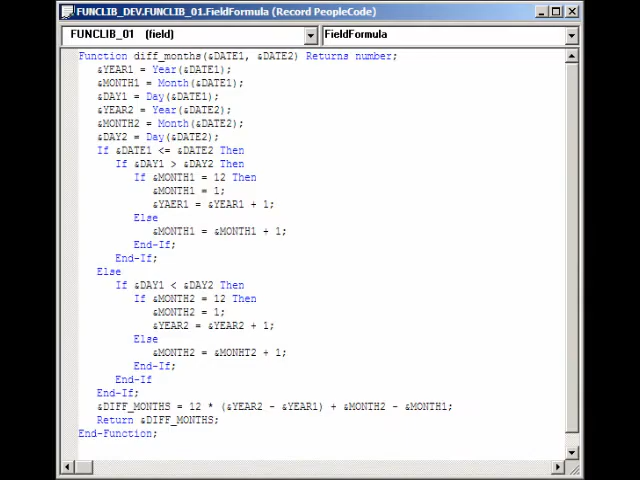 FUNCLIB_DEV.FUNCLIB_01.FieldFormula (Record PeopleCode)
FUNCLIB_01 (field)
FieldFormula
Function diff_months(&DATE1, &DATE2) Returns number;
&YEAR1 = Year(&DATE1);
&MONTH1 = Month(&DATE1);
&DAY1 = Day(&DATE1);
&YEAR2 = Year(&DATE2);
&MONTH2 = Month(&DATE2);
&DAY2 = Day(&DATE2);
If &DATE1 <= &DATE2 Then
If &DAY1 > &DAY2 Then
If &MONTH1 = 12 Then
&MONTH1 = 1;
&YAER1 = &YEAR1 + 1;
Else
&MONTH1 = &MONTH1 + 1;
End-If;
End-If;
Else
If &DAY1 < &DAY2 Then
If &MONTH2 = 12 Then
&MONTH2 = 1;
&YEAR2 = &YEAR2 + 1;
Else
&MONTH2 = &MONHT2 + 1;
End-If;
End-If
End-If;
&DIFF_MONTHS = 12 * (&YEAR2 - &YEAR1) + &MONTH2 - &MONTH1;
Return &DIFF_MONTHS;
End-Function;